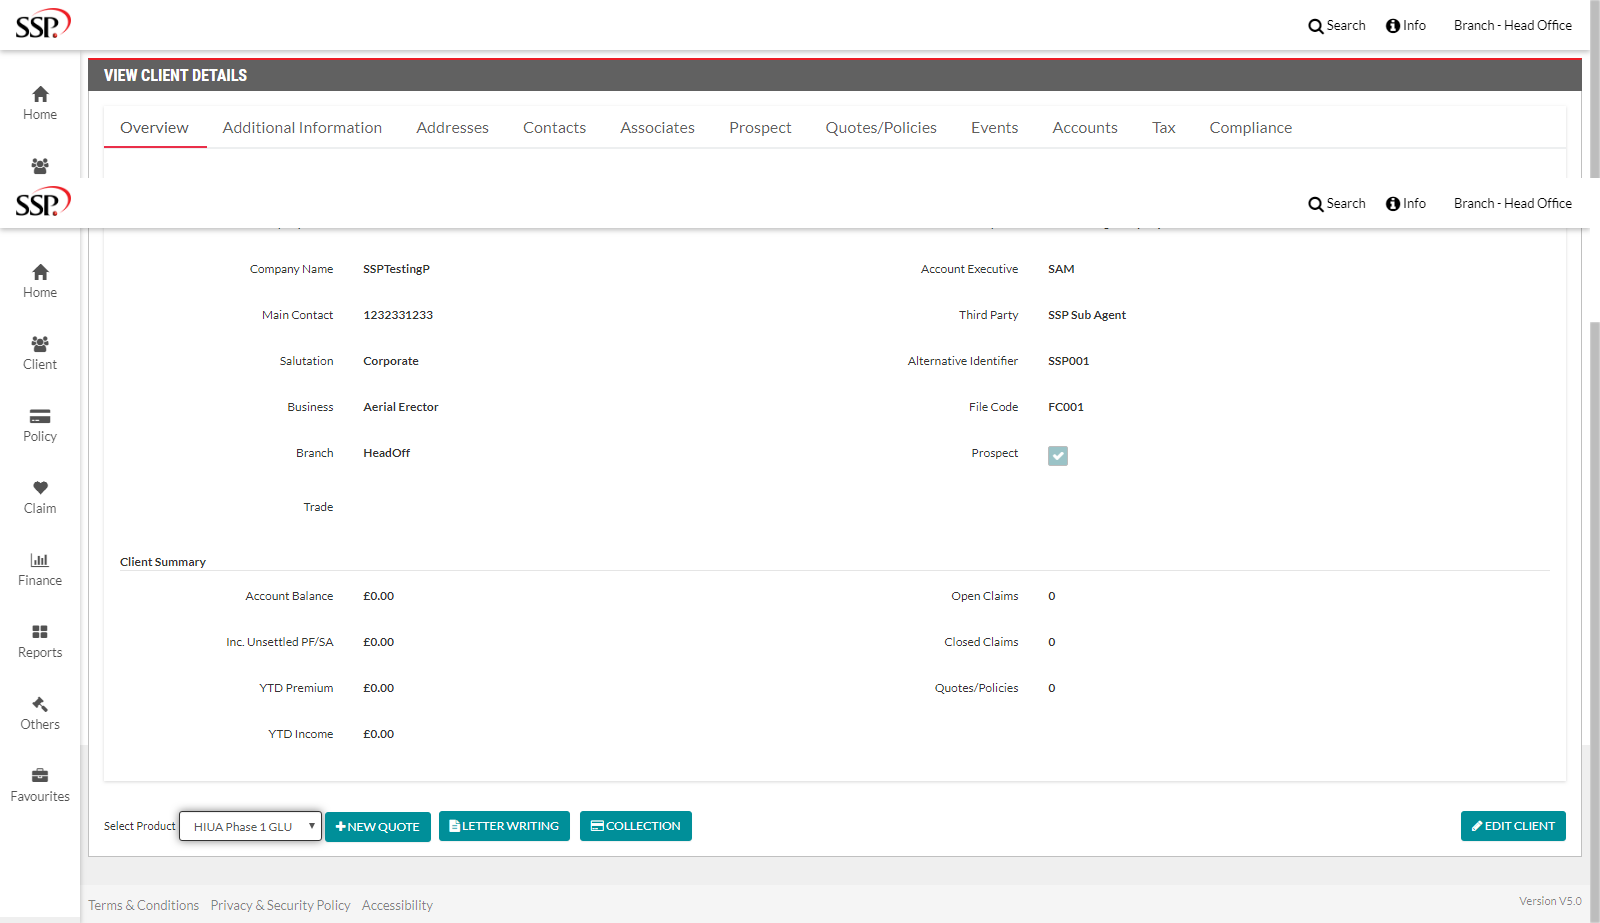 SSP.
Search Info Branch - Head Office
VIEW CLIENT DETAILS
Home
Overview Additional Information Addresses Contacts Associates Prospect Quotes/Policies Events Accounts Tax Compliance
SSP.
Search Info Branch - Head Office
Home
Client
Policy
Claim
Finance
Reports
Others
Favourites
Company Name SSPTestingP Account Executive SAM
Main Contact 1232331233 Third Party SSP Sub Agent
Salutation Corporate Alternative Identifier SSP001
Business Aerial Erector File Code FC001
Branch HeadOff Prospect
Trade
Client Summary
Account Balance £0.00 Open Claims 0
Inc. Unsettled PF/SA £0.00 Closed Claims 0
YTD Premium £0.00 Quotes/Policies 0
YTD Income £0.00
Select Product HIUA Phase 1 GLU NEW QUOTE LETTER WRITING COLLECTION EDIT CLIENT
Terms & Conditions Privacy & Security Policy Accessibility Version V5.0